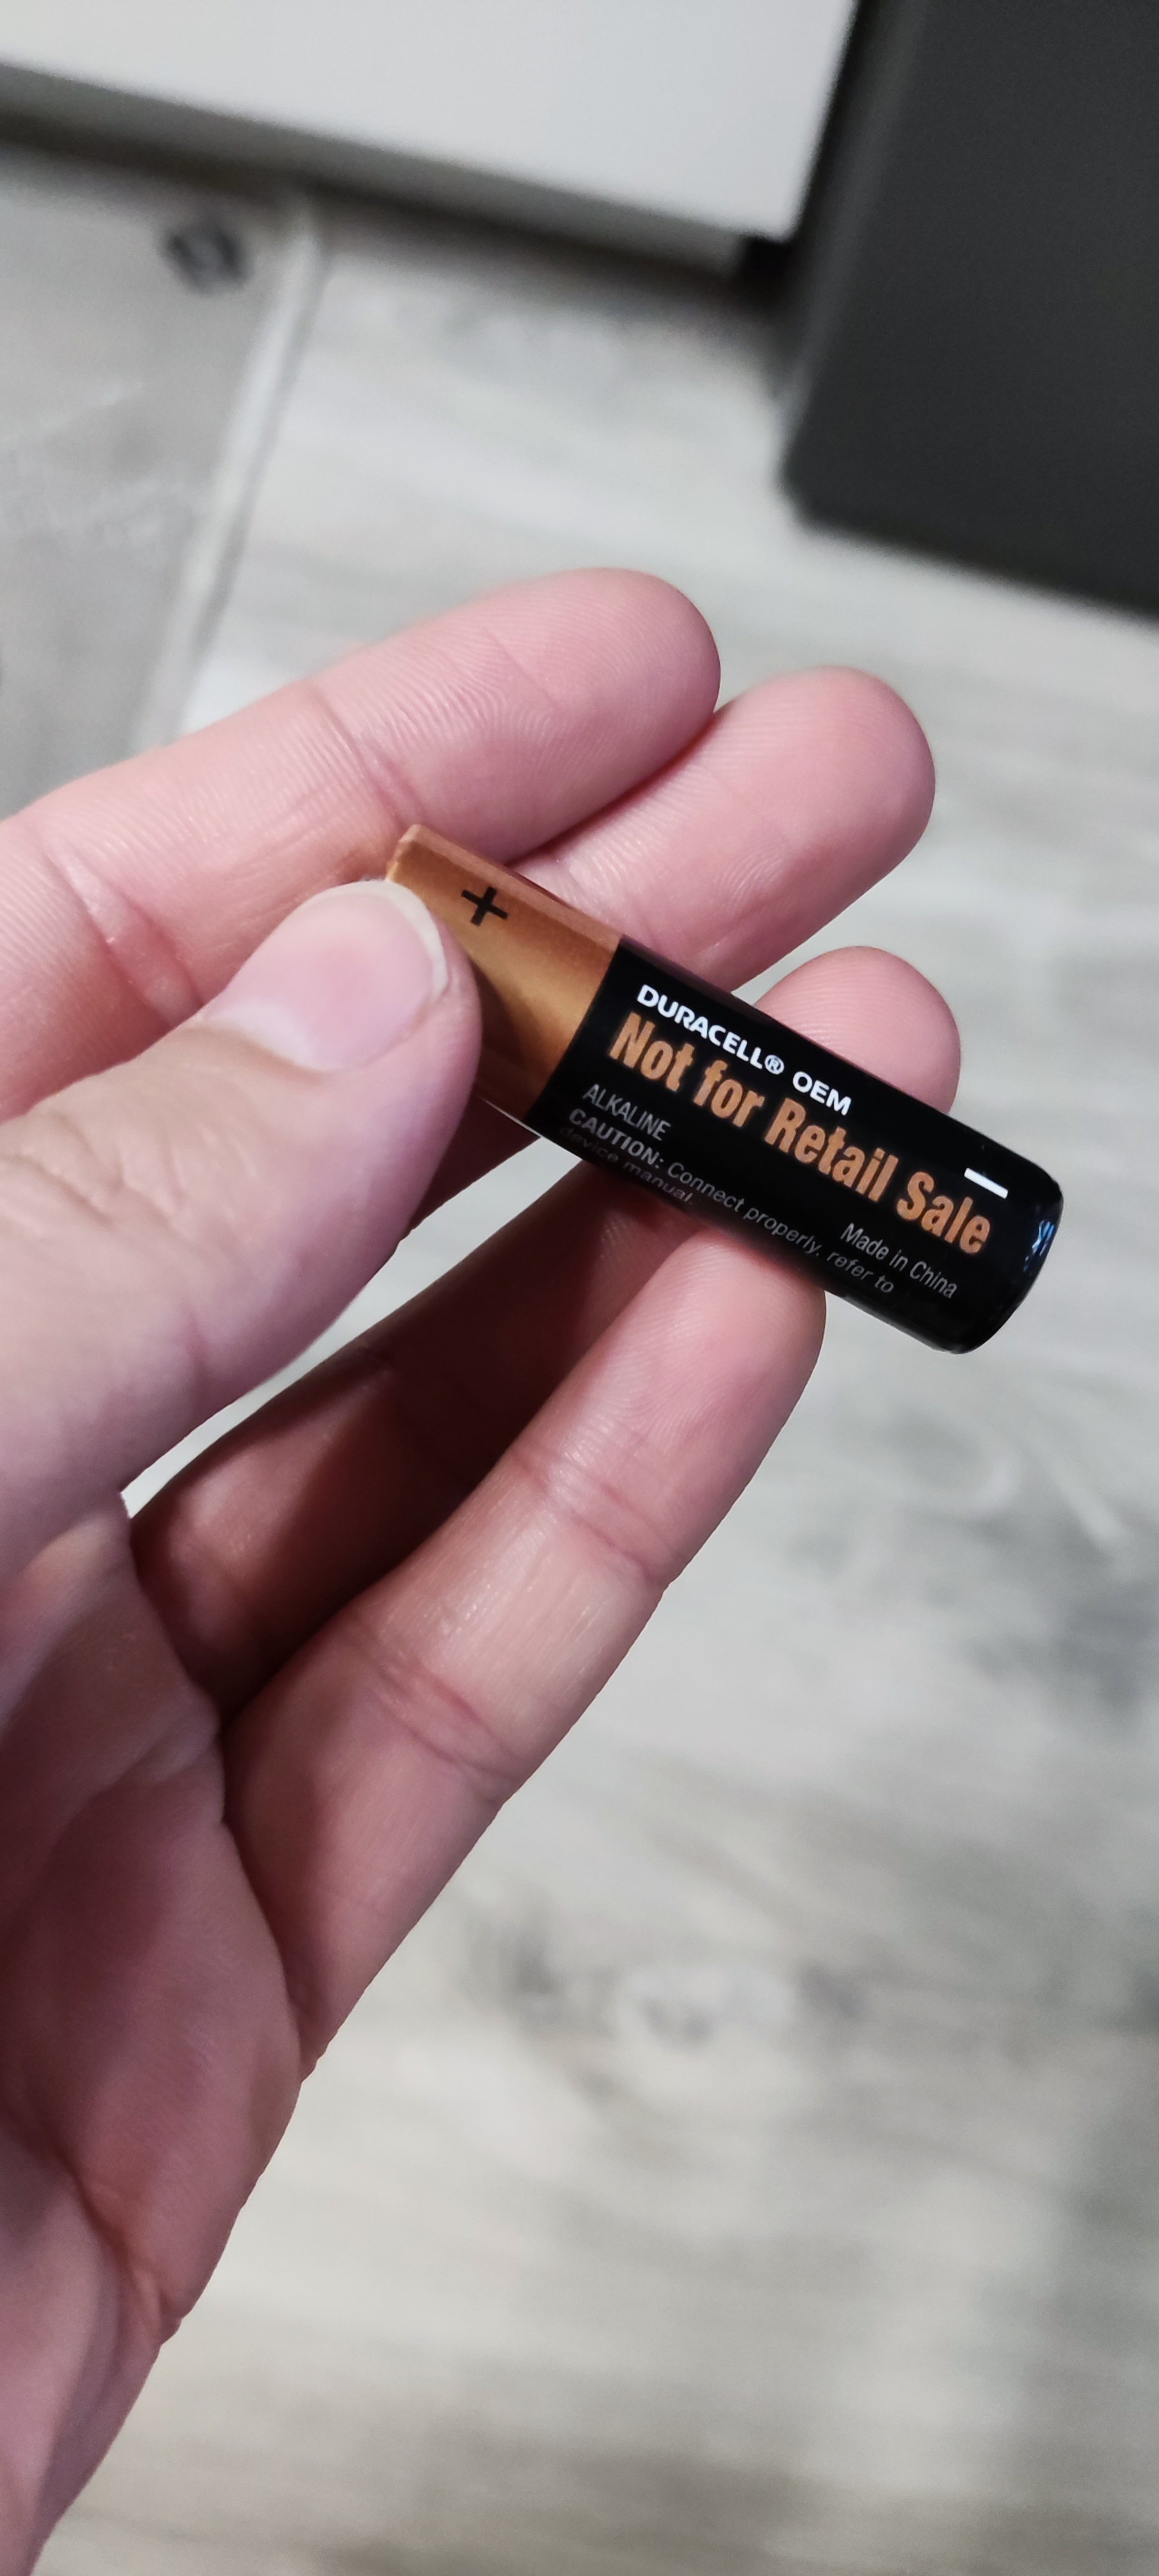 +
DURACELL® OEM
Not for Retail Sale
−
ALKALINE
Made in China
CAUTION: Connect properly, refer to
device manual.